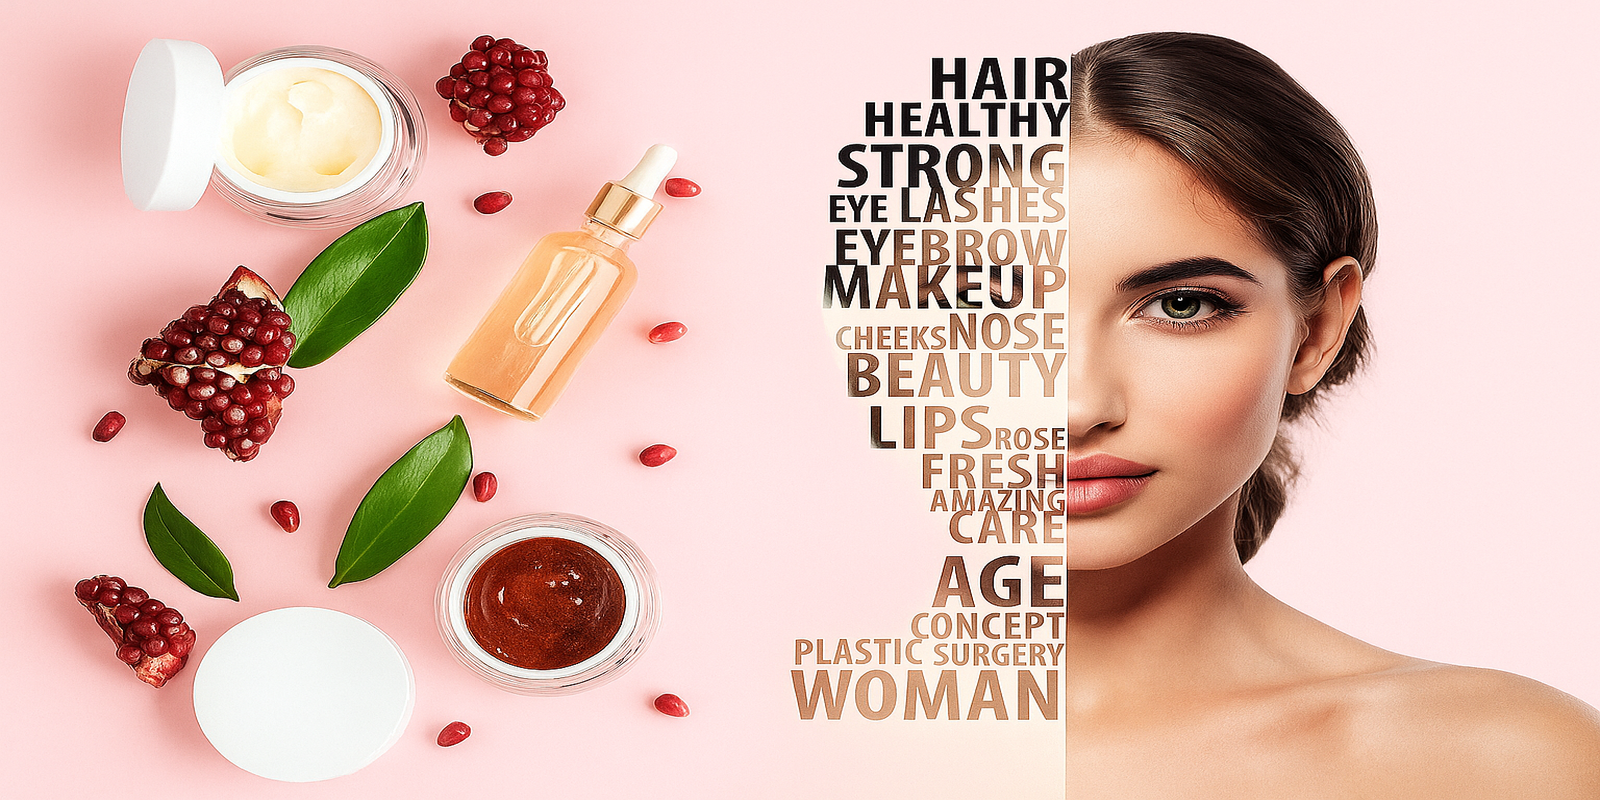 HAIR
HEALTHY
STRONG
EYE LASHES
EYEBROW
MAKEUP
CHEEKS NOSE
BEAUTY
LIPS ROSE
FRESH
AMAZING
CARE
AGE
CONCEPT
PLASTIC SURGERY
WOMAN